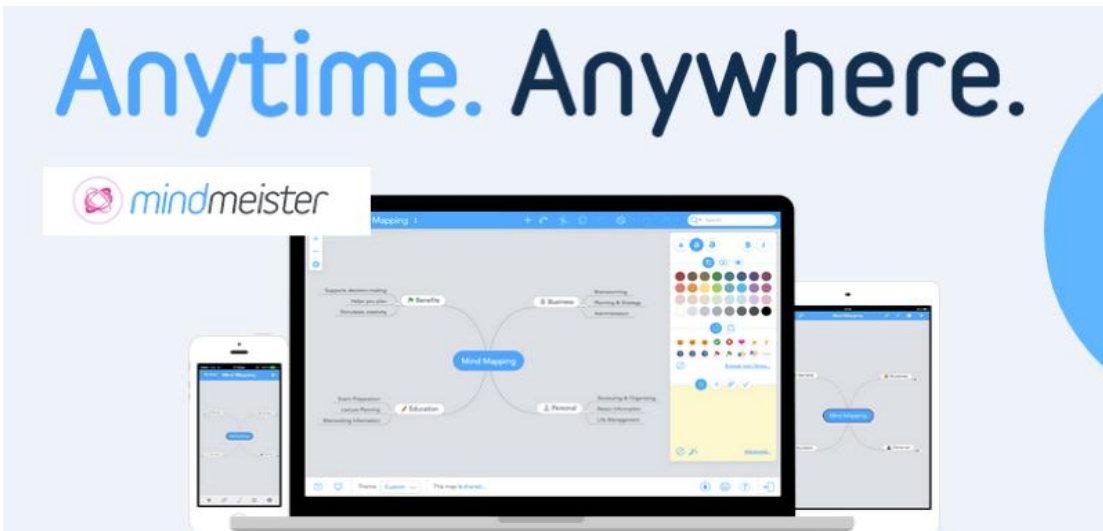 Anytime. Anywhere.
mindmeister
Mapping
Search
Supports decision-making
Helps you plan
Stimulates creativity
Benefits
Business
Brainstorming
Planning & Strategy
Administration
Mind Mapping
Exam Preparation
Lecture Planning
Memorizing Information
Education
Personal
Structuring & Organizing
Retain Information
Life Management
Theme Custom
This map is shared...
Mind Mapping
Mind Mapping
Business
Mind Mapping
Personal